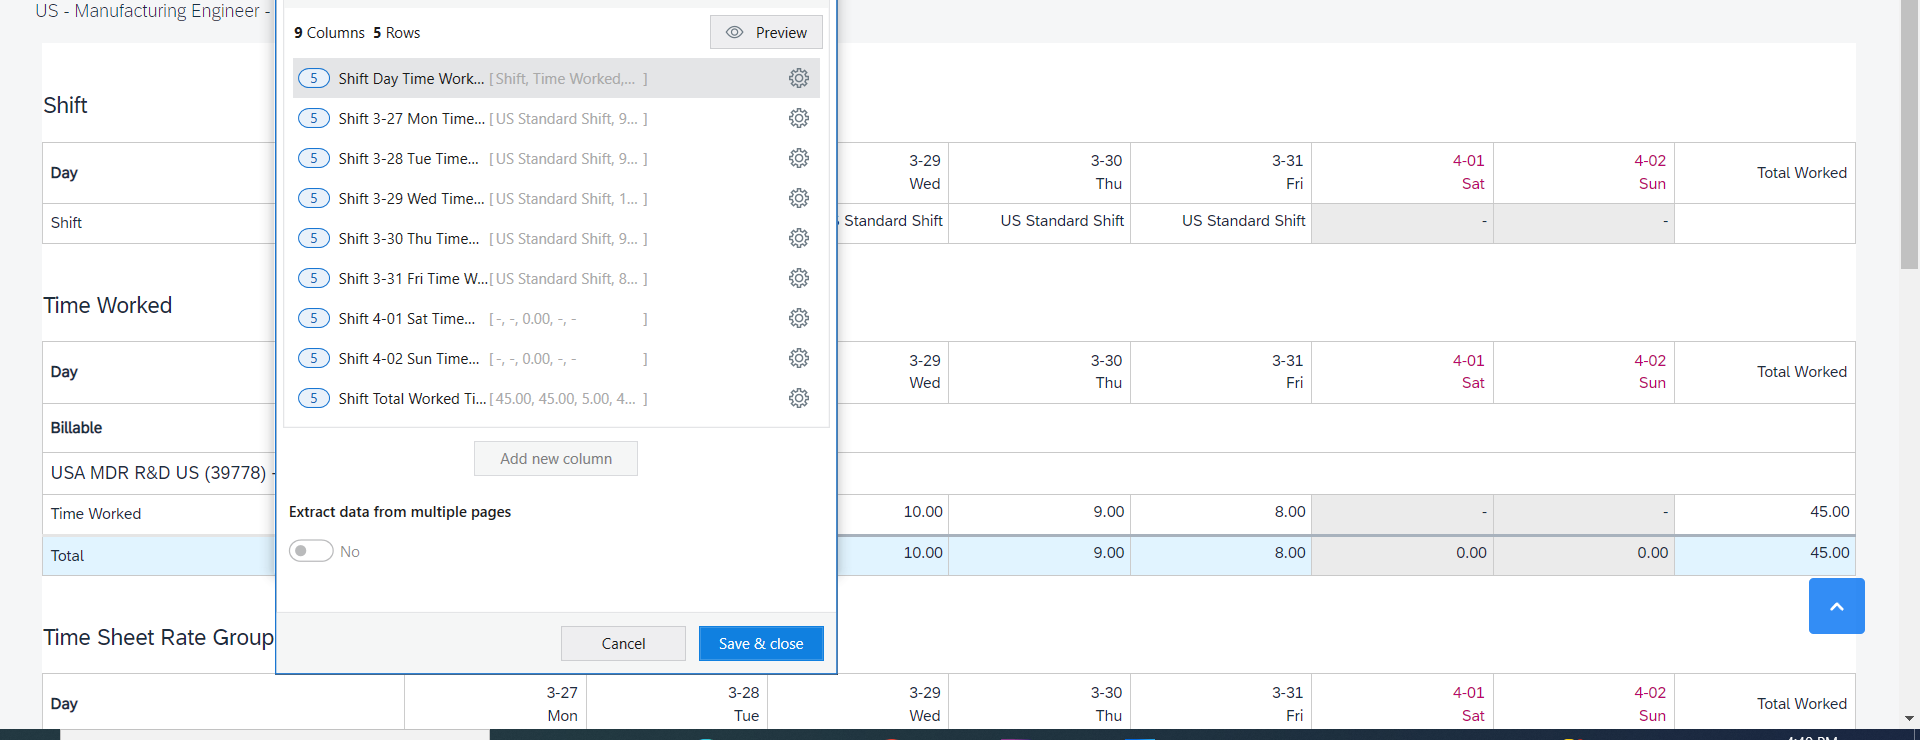 US - Manufacturing Engineer -
9 Columns 5 Rows
Preview
Shift Day Time Work... [Shift, Time Worked,... ]
5
5 Shift 3-27 Mon Time... [US Standard Shift, 9... ]
5 Shift 3-28 Tue Time... [US Standard Shift, 9... ]
5 Shift 3-29 Wed Time... [US Standard Shift, 1... ]
5 Shift 3-30 Thu Time... [US Standard Shift, 9... ]
5 Shift 3-31 Fri Time W... [US Standard Shift, 8... ]
5 Shift 4-01 Sat Time... [-, -, 0.00, -, - ]
5 Shift 4-02 Sun Time... [-, -, 0.00, -, - ]
5 Shift Total Worked Ti... [45.00, 45.00, 5.00, 4... ]
Add new column
Extract data from multiple pages
No
Cancel
Save & close
Shift
Day
3-29 3-30 3-31 4-01 4-02
Wed Thu Fri Sat Sun
Total Worked
Shift
Standard Shift US Standard Shift US Standard Shift - -
Time Worked
Day
3-29 3-30 3-31 4-01 4-02
Wed Thu Fri Sat Sun
Total Worked
Billable
USA MDR R&D US (39778) -
Time Worked 10.00 9.00 8.00 - - 45.00
Total 10.00 9.00 8.00 0.00 0.00 45.00
Time Sheet Rate Group
Day
3-27 3-28 3-29 3-30 3-31 4-01 4-02
Mon Tue Wed Thu Fri Sat Sun
Total Worked